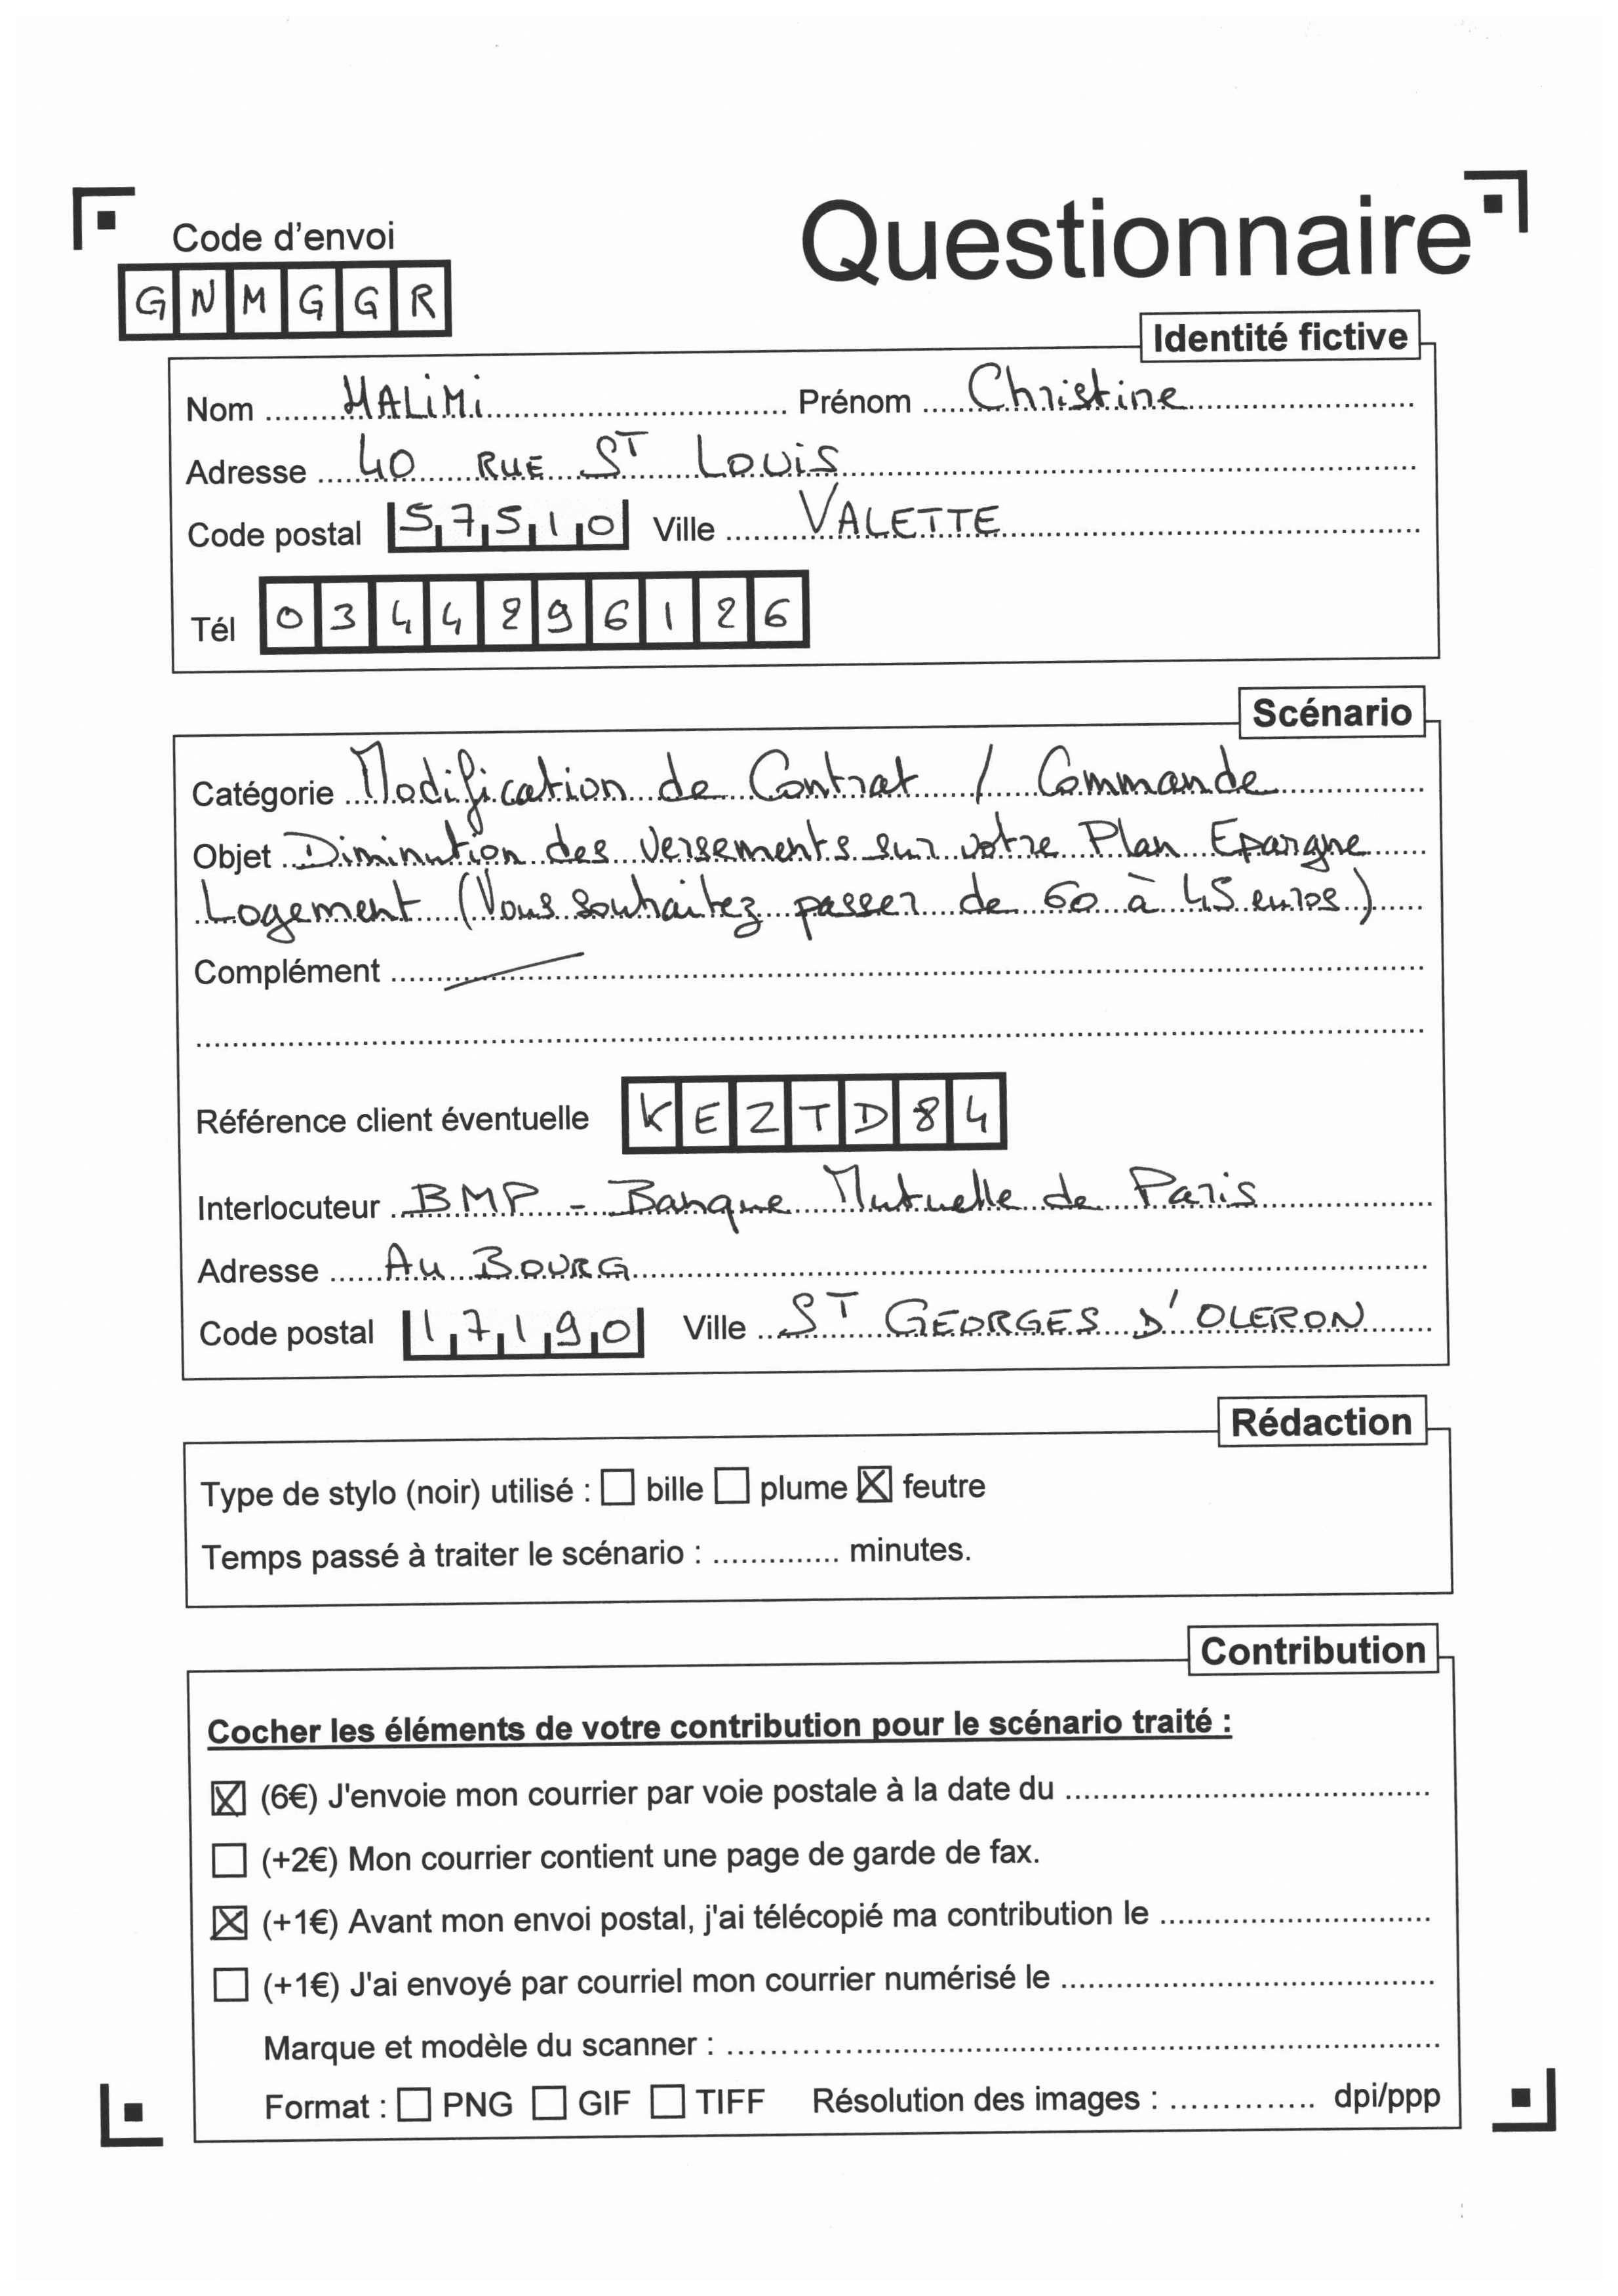 Code d'envoi
Questionnaire
G N M G G R
Identité fictive
Nom HALiMi Prénom Christine
Adresse 40 RUE ST Louis
Code postal 57510 Ville VALETTE
Tél 0344296126
Scénario
Catégorie Modification de Contrat / Commande
Objet Diminution des versements sur votre Plan Epargne
Logement (Vous souhaitez passer de 60 à 45 euros)
Complément
Référence client éventuelle KEZTD84
Interlocuteur BMP - Banque Mutuelle de Paris
Adresse Au BOURG
Code postal 17190 Ville ST GEORGES D'OLERON
Rédaction
Type de stylo (noir) utilisé : ☐ bille ☐ plume ☒ feutre
Temps passé à traiter le scénario : .............. minutes.
Contribution
Cocher les éléments de votre contribution pour le scénario traité :
☒ (6€) J'envoie mon courrier par voie postale à la date du
☐ (+2€) Mon courrier contient une page de garde de fax.
☒ (+1€) Avant mon envoi postal, j'ai télécopié ma contribution le
☐ (+1€) J'ai envoyé par courriel mon courrier numérisé le
Marque et modèle du scanner :
Format : ☐ PNG ☐ GIF ☐ TIFF Résolution des images : .............. dpi/ppp